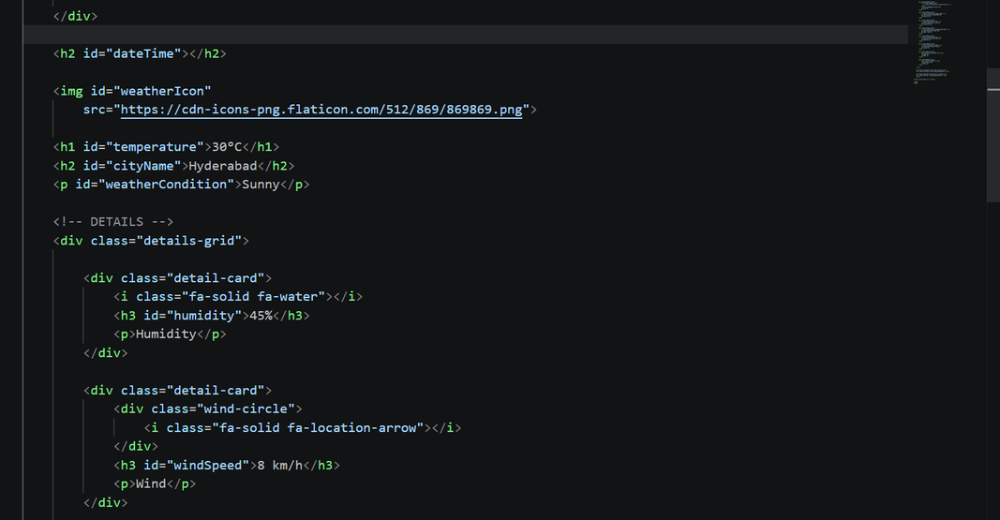 </div>
<h2 id="dateTime"></h2>
<img id="weatherIcon"
src="https://cdn-icons-png.flaticon.com/512/869/869869.png">
<h1 id="temperature">30°C</h1>
<h2 id="cityName">Hyderabad</h2>
<p id="weatherCondition">Sunny</p>
<!-- DETAILS -->
<div class="details-grid">
<div class="detail-card">
<i class="fa-solid fa-water"></i>
<h3 id="humidity">45%</h3>
<p>Humidity</p>
</div>
<div class="detail-card">
<div class="wind-circle">
<i class="fa-solid fa-location-arrow"></i>
</div>
<h3 id="windSpeed">8 km/h</h3>
<p>Wind</p>
</div>